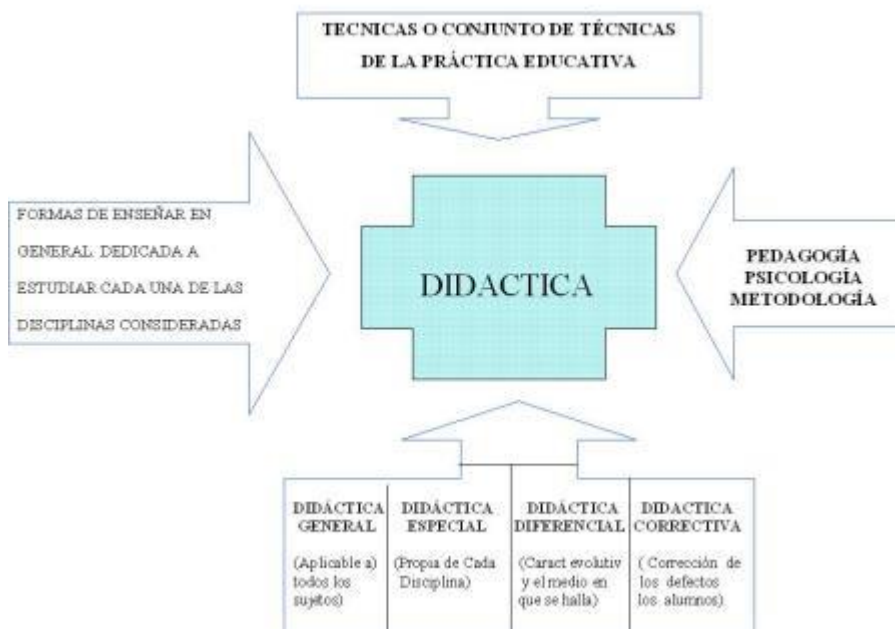 TECNICAS O CONJUNTO DE TÉCNICAS
DE LA PRÁCTICA EDUCATIVA
FORMAS DE ENSEÑAR EN
GENERAL DEDICADA A
ESTUDIAR CADA UNA DE LAS
DISCIPLINAS CONSIDERADAS
DIDACTICA
PEDAGOGÍA
PSICOLOGÍA
METODOLOGÍA
DIDÁCTICA
GENERAL
(Aplicable a)
todos los
sujetos)
DIDÁCTICA
ESPECIAL
(Propia de Cada
Disciplina)
DIDÁCTICA
DIFERENCIAL
(Caract evolutiv
y el medio en
que se halla)
DIDACTICA
CORRECTIVA
( Corrección de
los defectos
los alumnos)